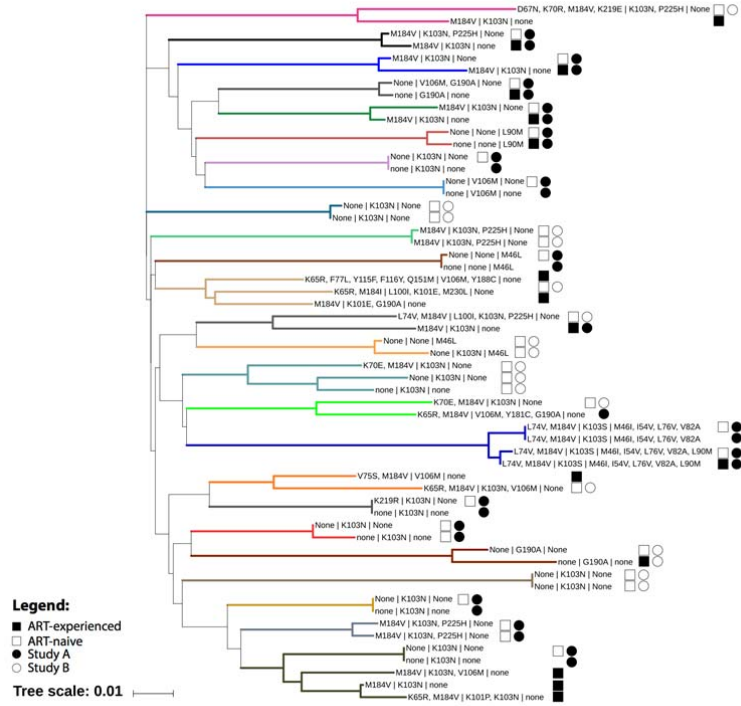 D67N, K70R, M184V, K219E | K103N, P225H | None
M184V | K103N | none
M184V | K103N, P225H | None
M184V | K103N | none
M184V | K103N | None
M184V | K103N | none
None | V106M, G190A | None
none | G190A | none
M184V | K103N | None
M184V | K103N | none
None | None | L90M
none | none | L90M
None | K103N | None
none | K103N | none
None | V106M | None
none | V106M | none
None | K103N | None
None | K103N | None
M184V | K103N, P225H | None
M184V | K103N, P225H | None
None | None | M46L
none | none | M46L
K65R, F77L, Y115F, F116Y, Q151M | V106M, Y188C | none
K65R, M184I | L100I, K101E, M230L | None
M184V | K101E, G190A | none
L74V, M184V | L100I, K103N, P225H | None
M184V | K103N | none
None | None | M46L
None | K103N | M46L
K70E, M184V | K103N | None
None | K103N | None
none | K103N | none
K70E, M184V | K103N | None
K65R, M184V | V106M, Y181C, G190A | none
L74V, M184V | K103S | M46I, I54V, L76V, V82A
L74V, M184V | K103S | M46I, I54V, L76V, V82A
L74V, M184V | K103S | M46I, I54V, L76V, V82A, L90M
L74V, M184V | K103S | M46I, I54V, L76V, V82A, L90M
V75S, M184V | V106M | none
K65R, M184V | K103N, V106M | None
K219R | K103N | None
none | K103N | none
None | K103N | None
none | K103N | none
None | G190A | None
none | G190A | none
None | K103N | None
None | K103N | None
None | K103N | None
none | K103N | none
M184V | K103N, P225H | None
M184V | K103N, P225H | None
None | K103N | None
none | K103N | none
M184V | K103N, V106M | none
M184V | K103N | none
K65R, M184V | K101P, K103N | none
Legend:
ART-experienced
ART-naive
Study A
Study B
Tree scale: 0.01